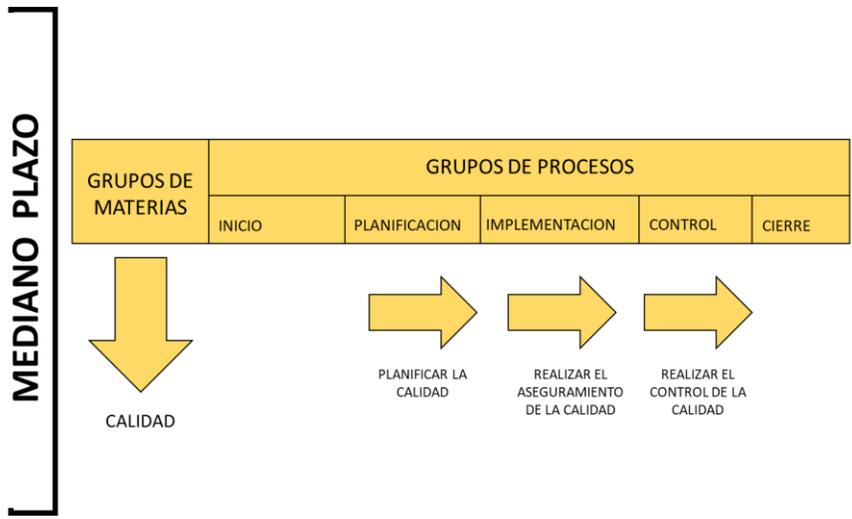 MEDIANO PLAZO
GRUPOS DE
MATERIAS
GRUPOS DE PROCESOS
INICIO
PLANIFICACION
IMPLEMENTACION
CONTROL
CIERRE
CALIDAD
PLANIFICAR LA
CALIDAD
REALIZAR EL
ASEGURAMIENTO
DE LA CALIDAD
REALIZAR EL
CONTROL DE LA
CALIDAD